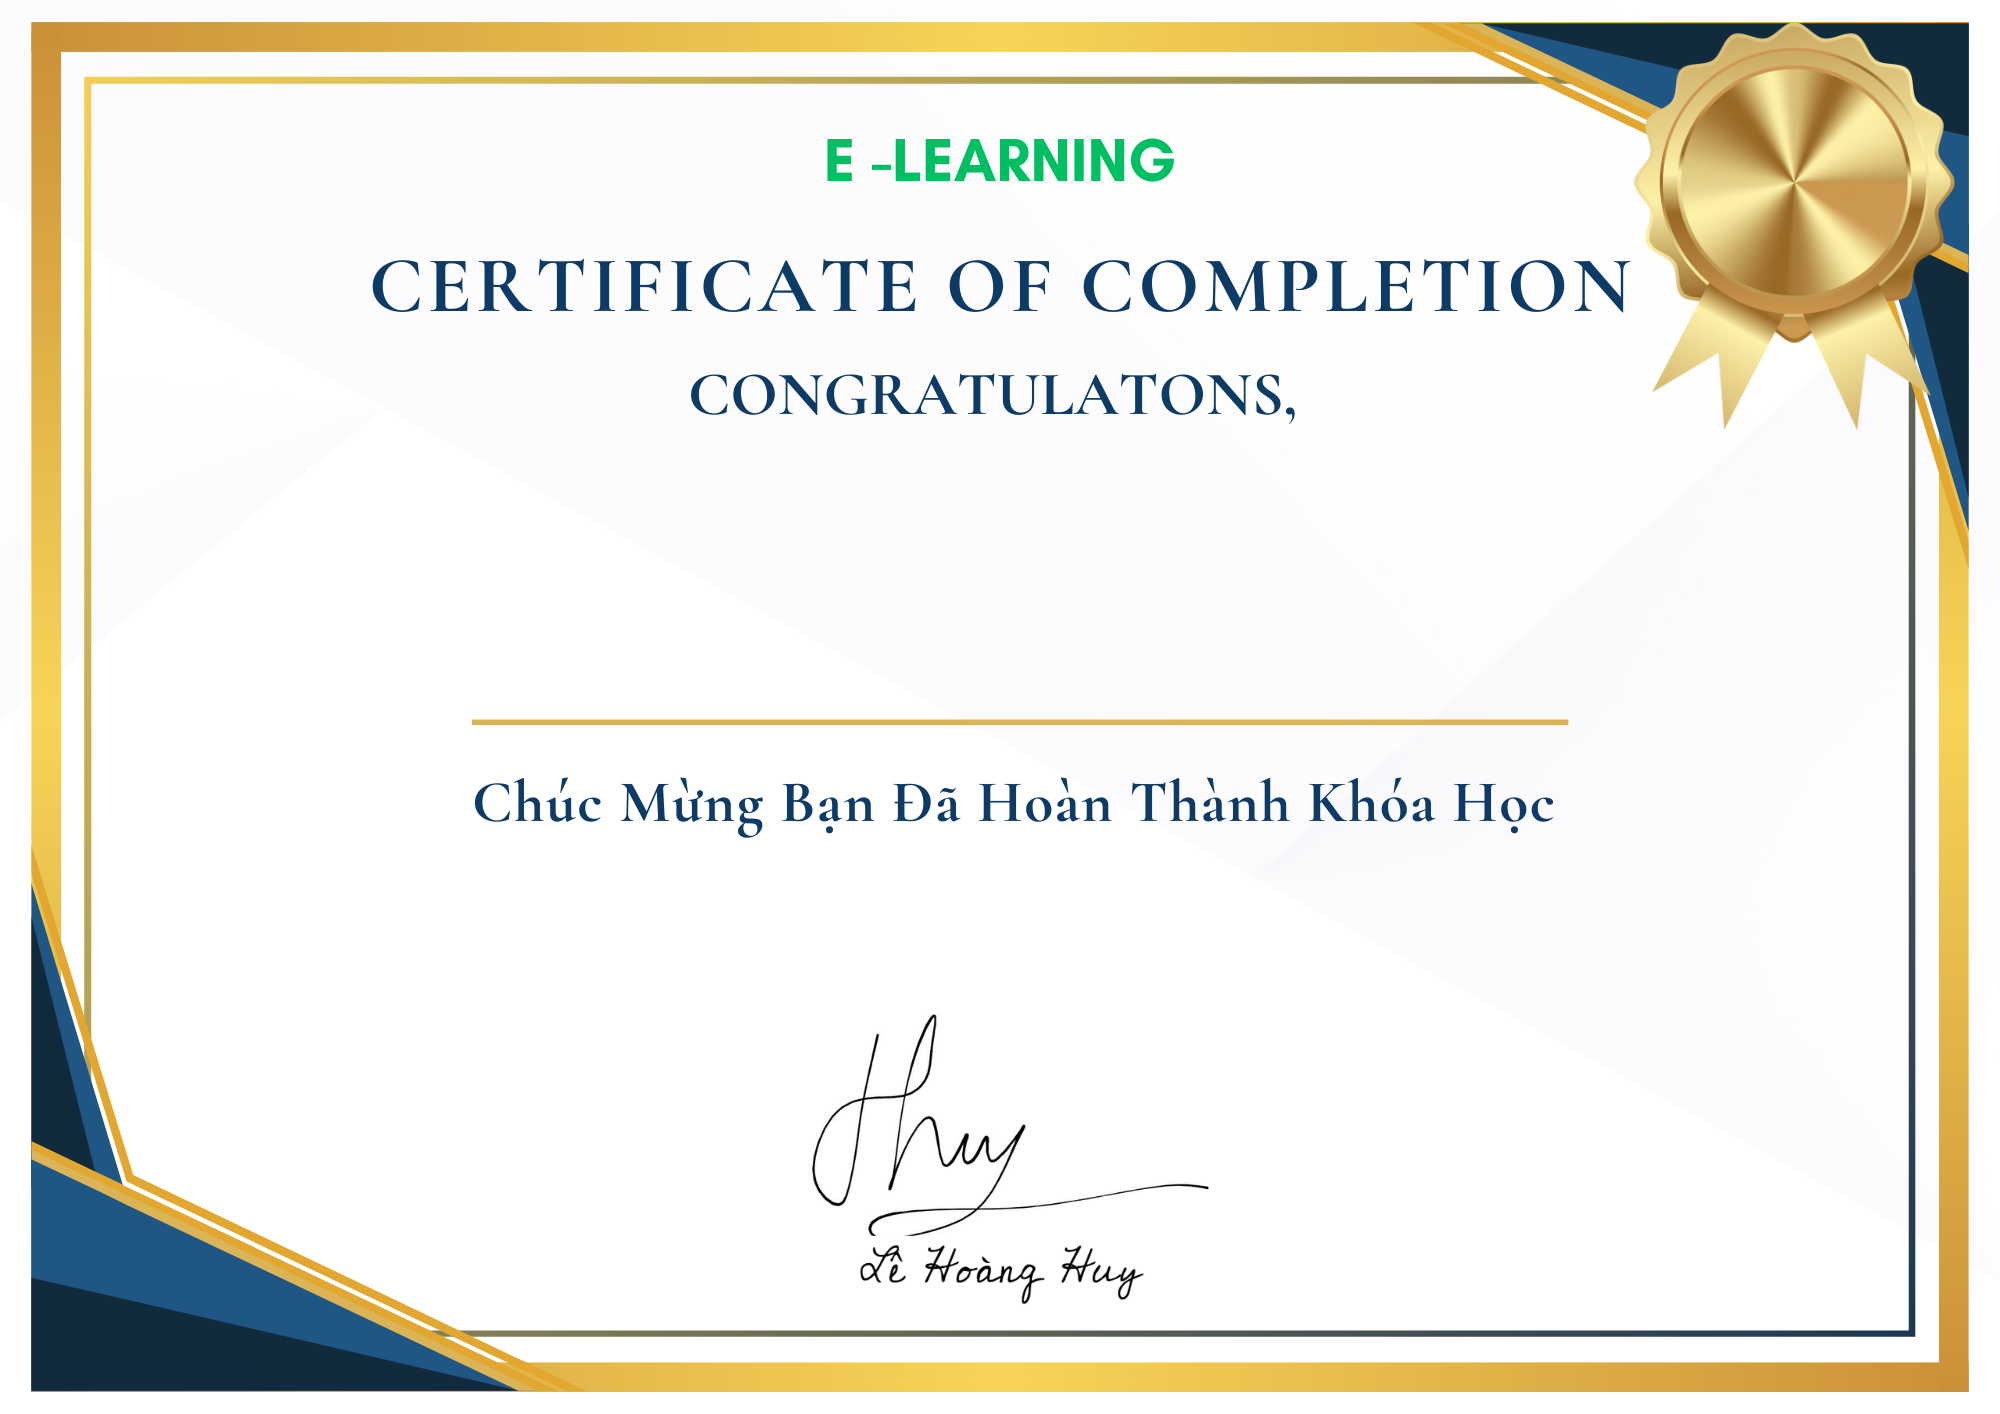 E -LEARNING
CERTIFICATE OF COMPLETION
CONGRATULATONS,
Chúc Mừng Bạn Đã Hoàn Thành Khóa Học
Huy
Lê Hoàng Huy